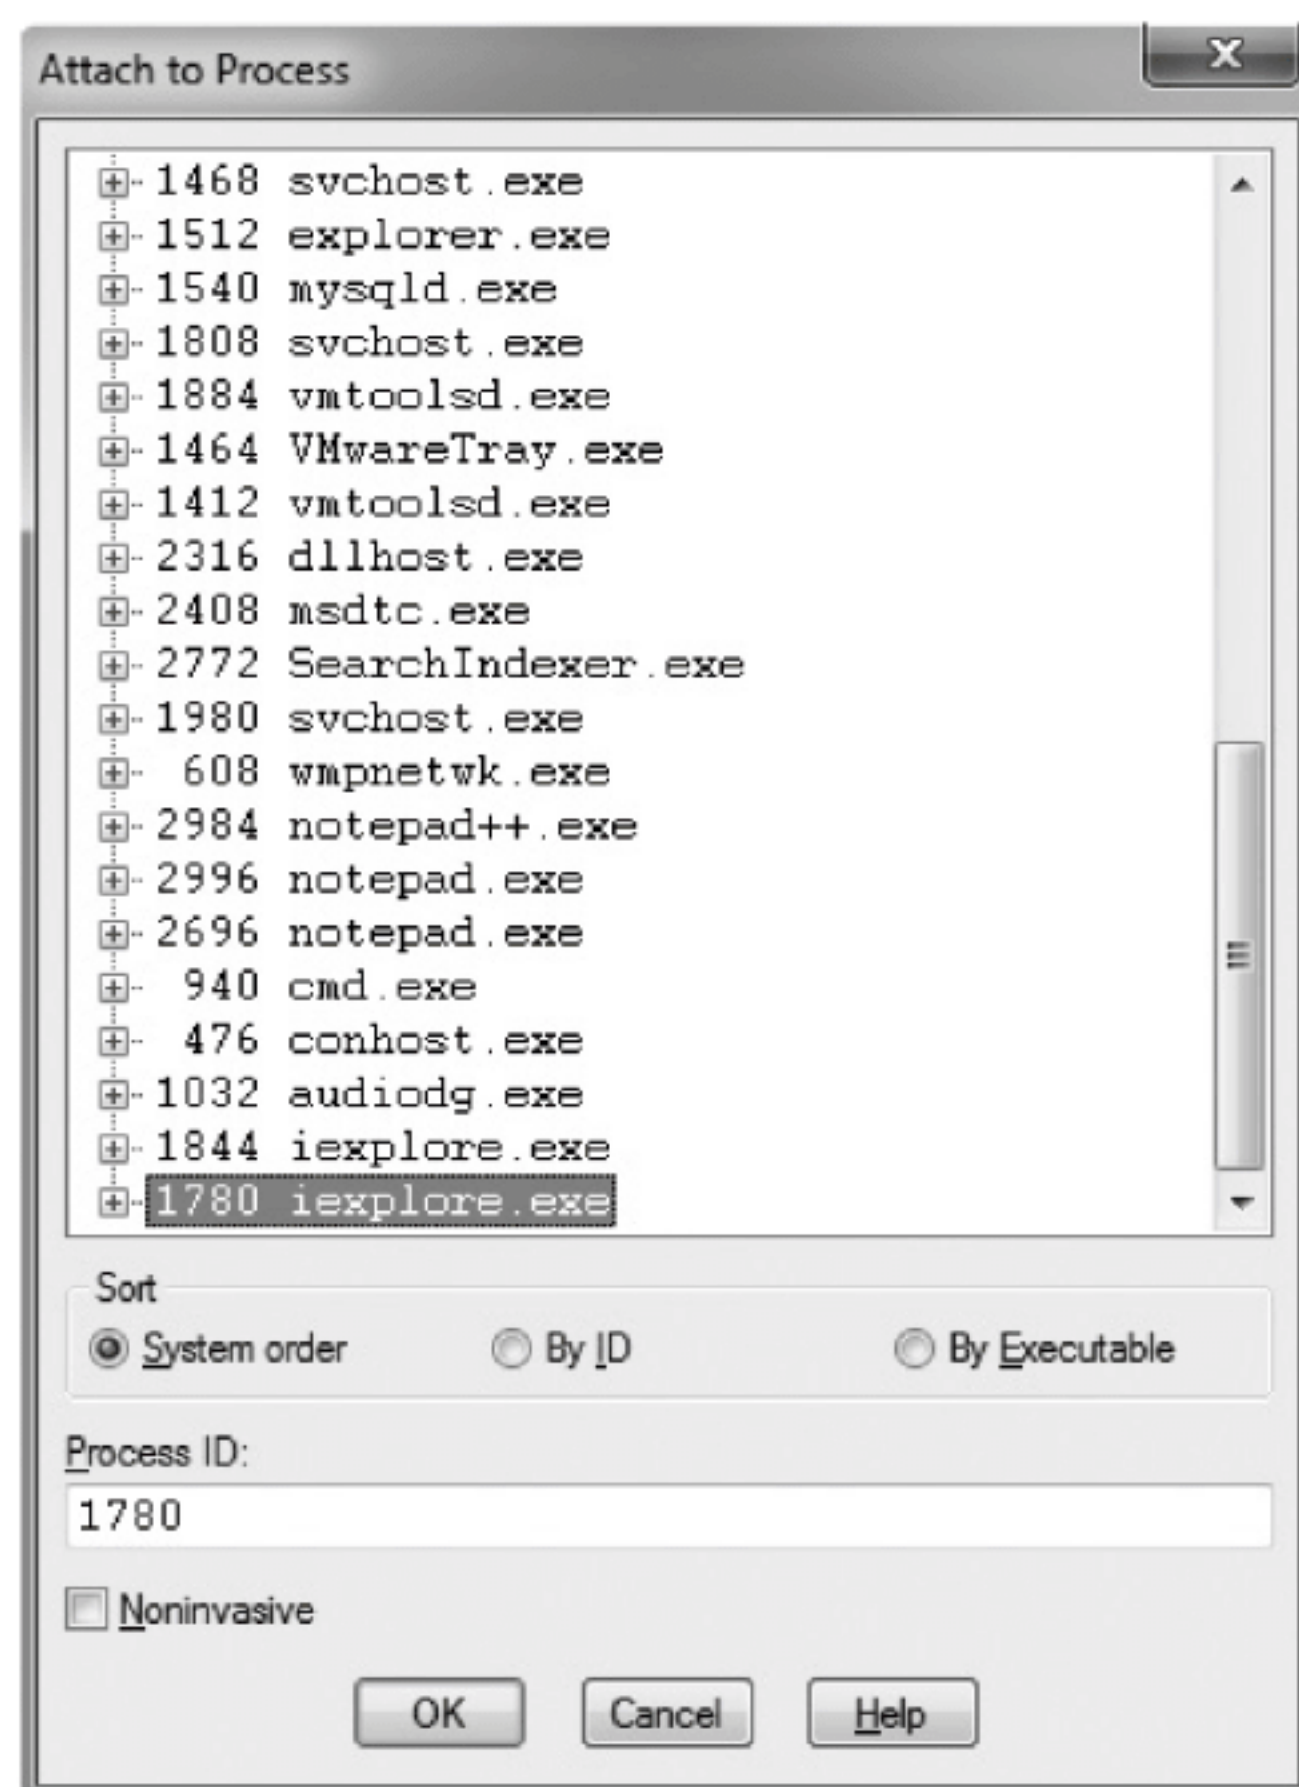 Attach to Process
1468 svchost.exe
1512 explorer.exe
1540 mysqld.exe
1808 svchost.exe
1884 vmtoolsd.exe
1464 VMwareTray.exe
1412 vmtoolsd.exe
2316 dllhost.exe
2408 msdtc.exe
2772 SearchIndexer.exe
1980 svchost.exe
608 wmpnetwk.exe
2984 notepad++.exe
2996 notepad.exe
2696 notepad.exe
940 cmd.exe
476 conhost.exe
1032 audiodg.exe
1844 iexplore.exe
1780 iexplore.exe
Sort
System order By ID By Executable
Process ID:
1780
Noninvasive
OK Cancel Help